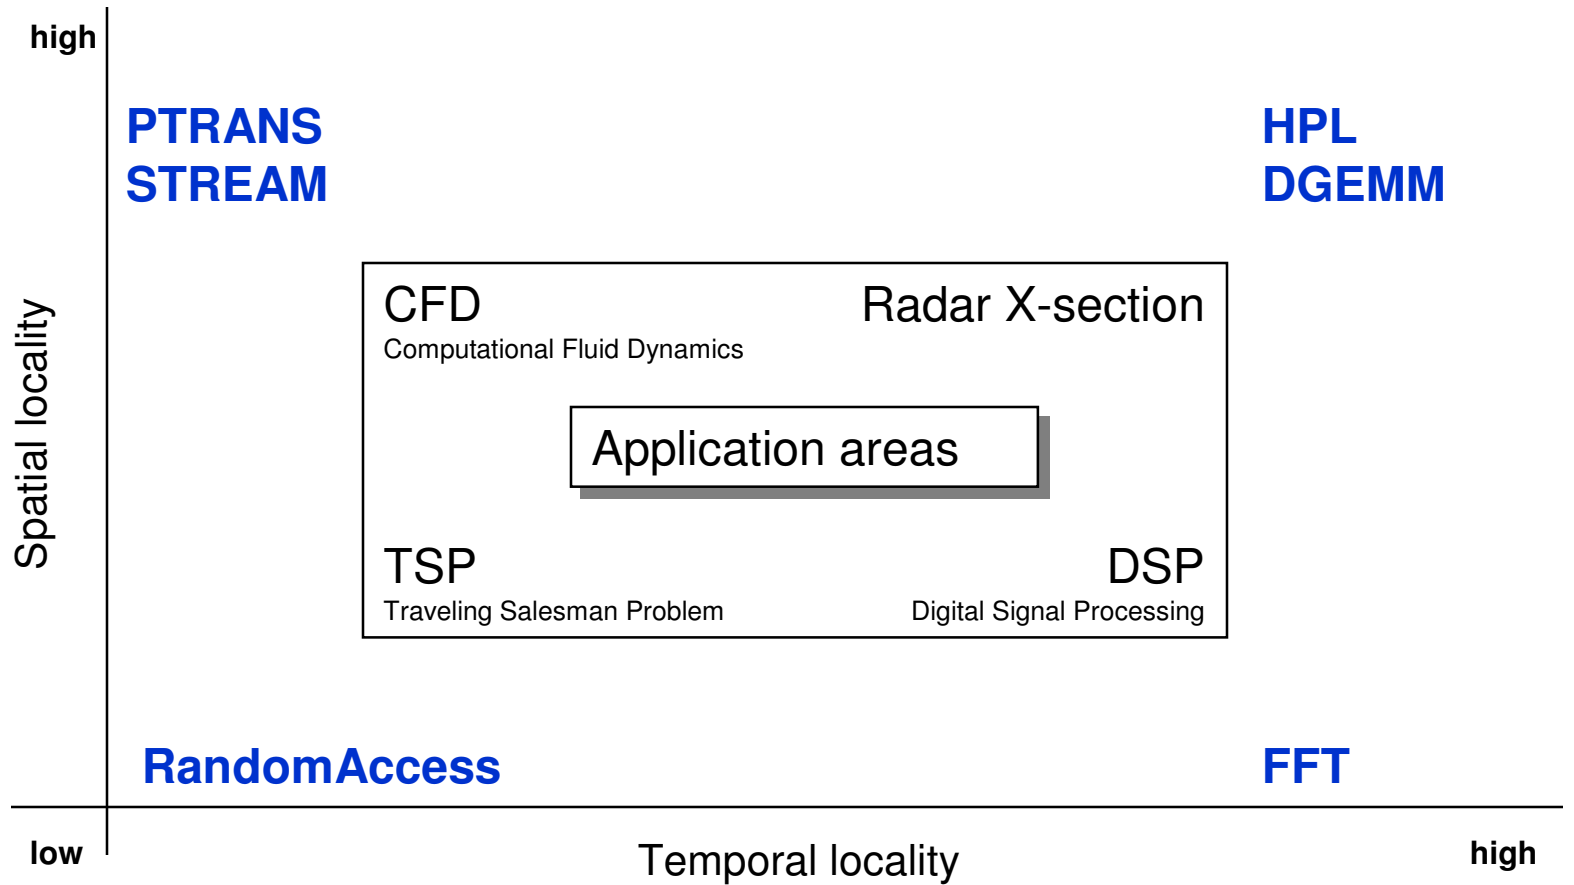 high
PTRANS
STREAM
HPL
DGEMM
Spatial locality
CFD
Computational Fluid Dynamics
Radar X-section
Application areas
TSP
Traveling Salesman Problem
DSP
Digital Signal Processing
RandomAccess
FFT
low
Temporal locality
high